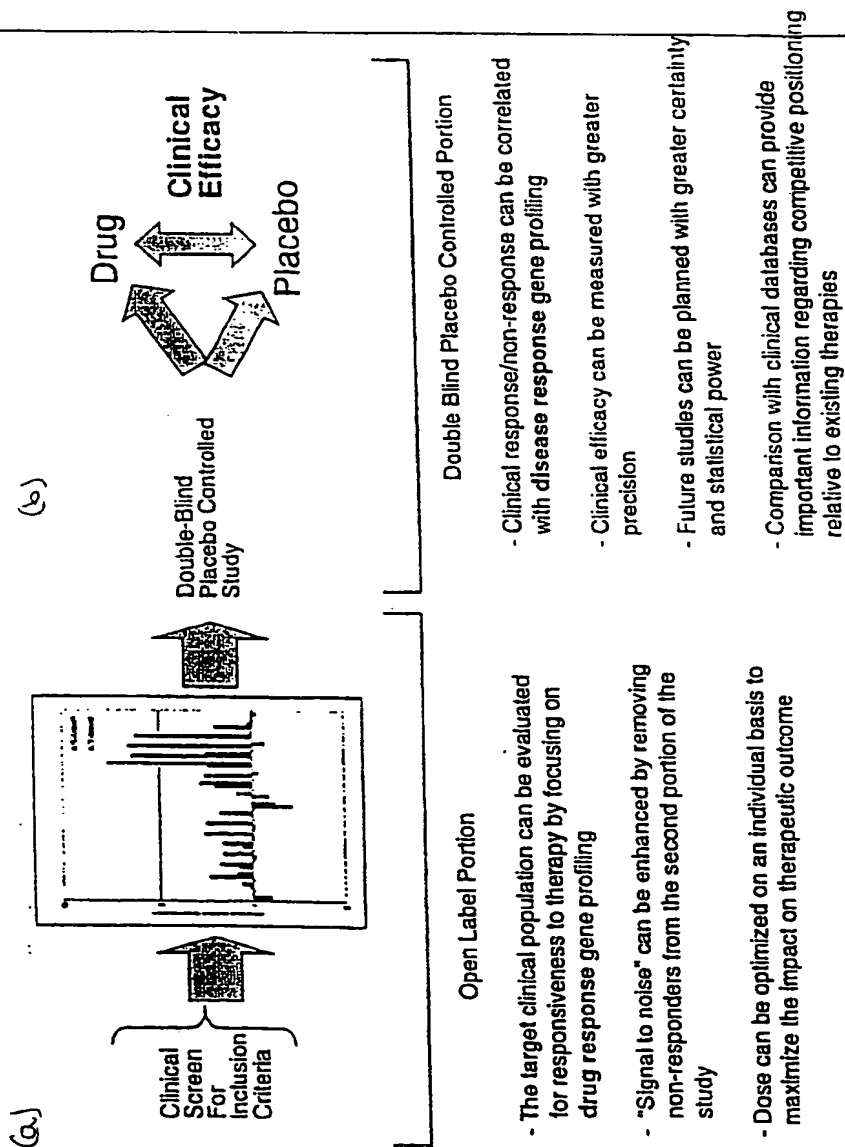 (a)
Clinical
Screen
For
Inclusion
Criteria
Open Label Portion
- The target clinical population can be evaluated
for responsiveness to therapy by focusing on
drug response gene profiling
- "Signal to noise" can be enhanced by removing
non-responders from the second portion of the
study
- Dose can be optimized on an individual basis to
maximize the impact on therapeutic outcome
(b)
Double-Blind
Placebo Controlled
Study
Drug
Clinical
Efficacy
Placebo
Double Blind Placebo Controlled Portion
- Clinical response/non-response can be correlated
with disease response gene profiling
- Clinical efficacy can be measured with greater
precision
- Future studies can be planned with greater certainty
and statistical power
- Comparison with clinical databases can provide
important information regarding competitive positioning
relative to existing therapies